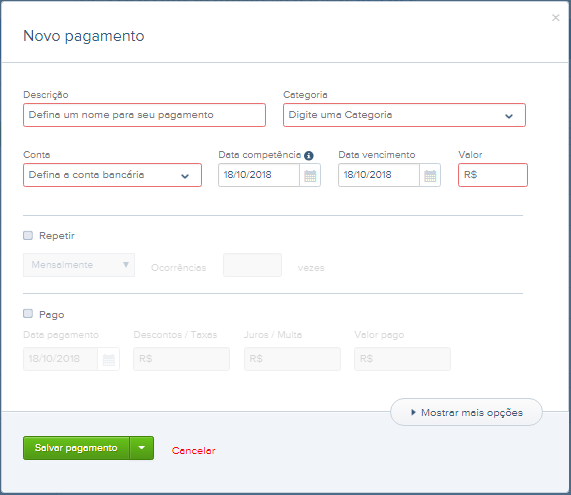 Novo pagamento
Descrição Categoria
Defina um nome para seu pagamento Digite uma Categoria
Conta Data competência Data vencimento Valor
Defina a conta bancária 18/10/2018 18/10/2018 R$
Repetir
Mensalmente Ocorrências vezes
Pago
Data pagamento Descontos / Taxas Juros / Multa Valor pago
18/10/2018 R$ R$ R$
Mostrar mais opções
Salvar pagamento Cancelar